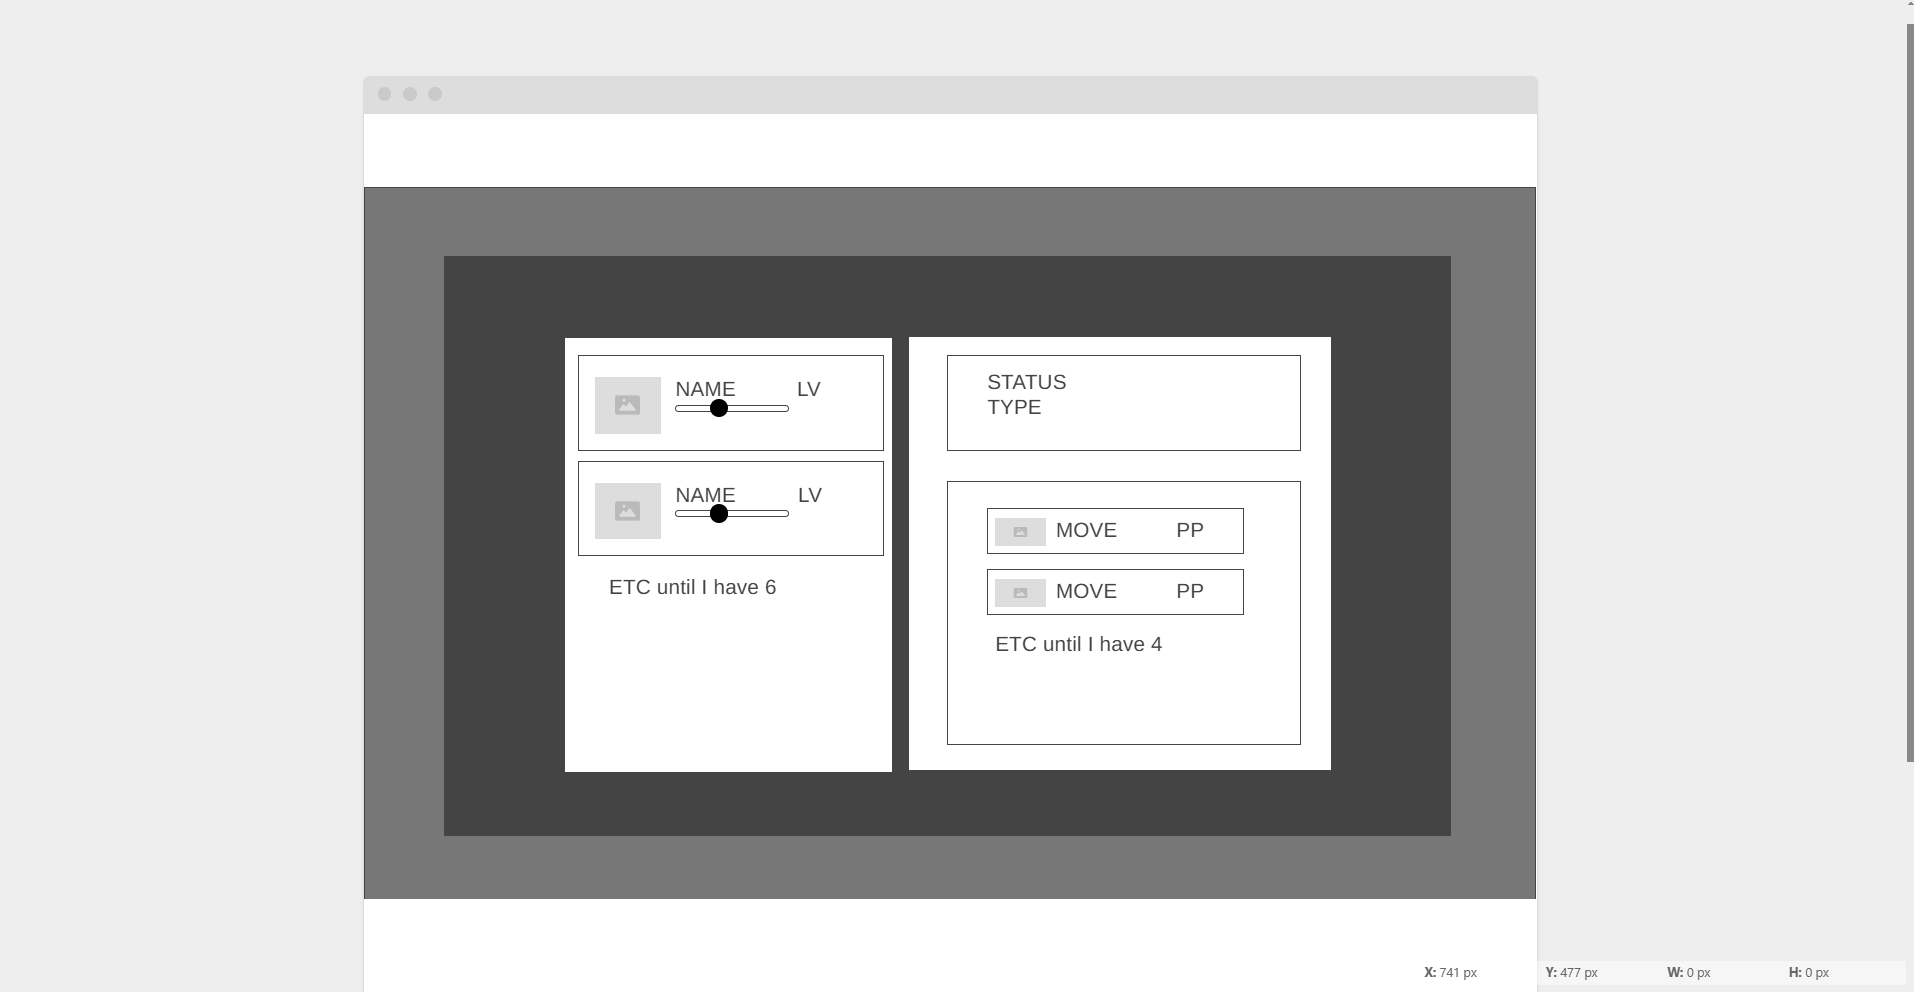 NAME LV
NAME LV
ETC until I have 6
STATUS
TYPE
MOVE PP
MOVE PP
ETC until I have 4
X: 741 px Y: 477 px W: 0 px H: 0 px